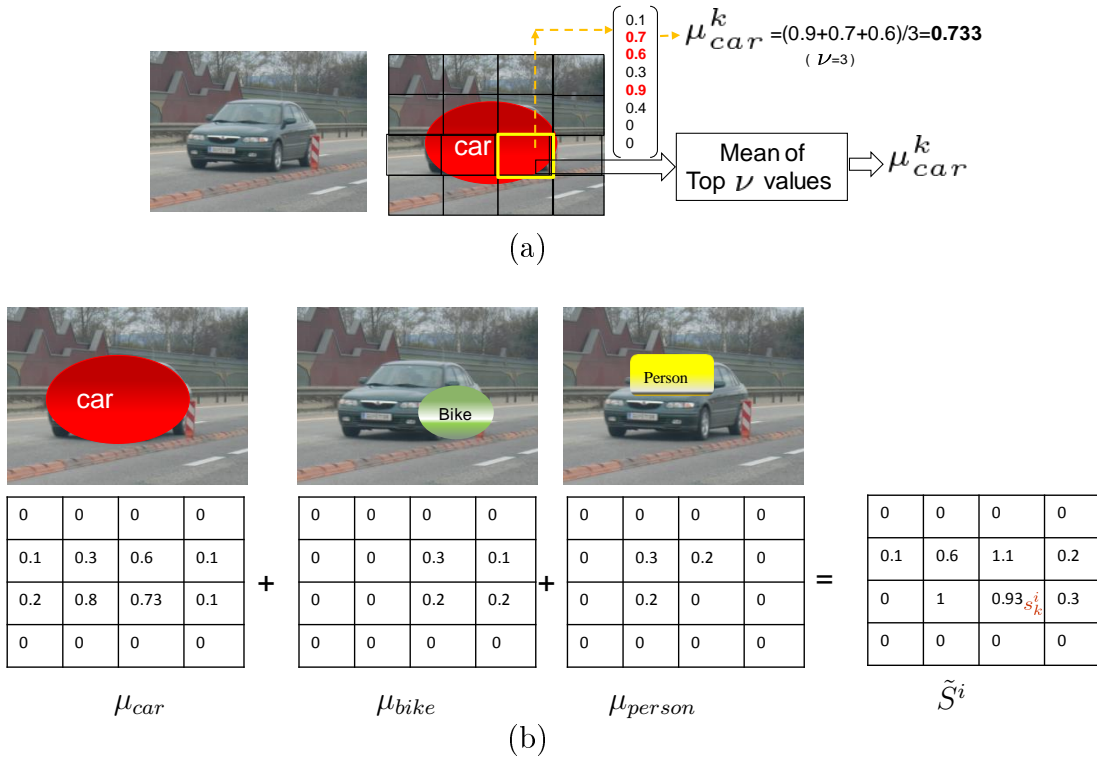 0.1
0.7
0.6
0.3
0.9
0.4
0
0
μ^k_car =(0.9+0.7+0.6)/3=0.733
( ν=3 )
car
Mean of
Top ν values
μ^k_car
(a)
car
Bike
Person
0 0 0 0
0.1 0.3 0.6 0.1
0.2 0.8 0.73 0.1
0 0 0 0
+
0 0 0 0
0 0 0.3 0.1
0 0 0.2 0.2
0 0 0 0
+
0 0 0 0
0 0.3 0.2 0
0 0.2 0 0
0 0 0 0
=
0 0 0 0
0.1 0.6 1.1 0.2
0 1 0.93 s^i_k 0.3
0 0 0 0
μ_car
μ_bike
μ_person
S̃^i
(b)